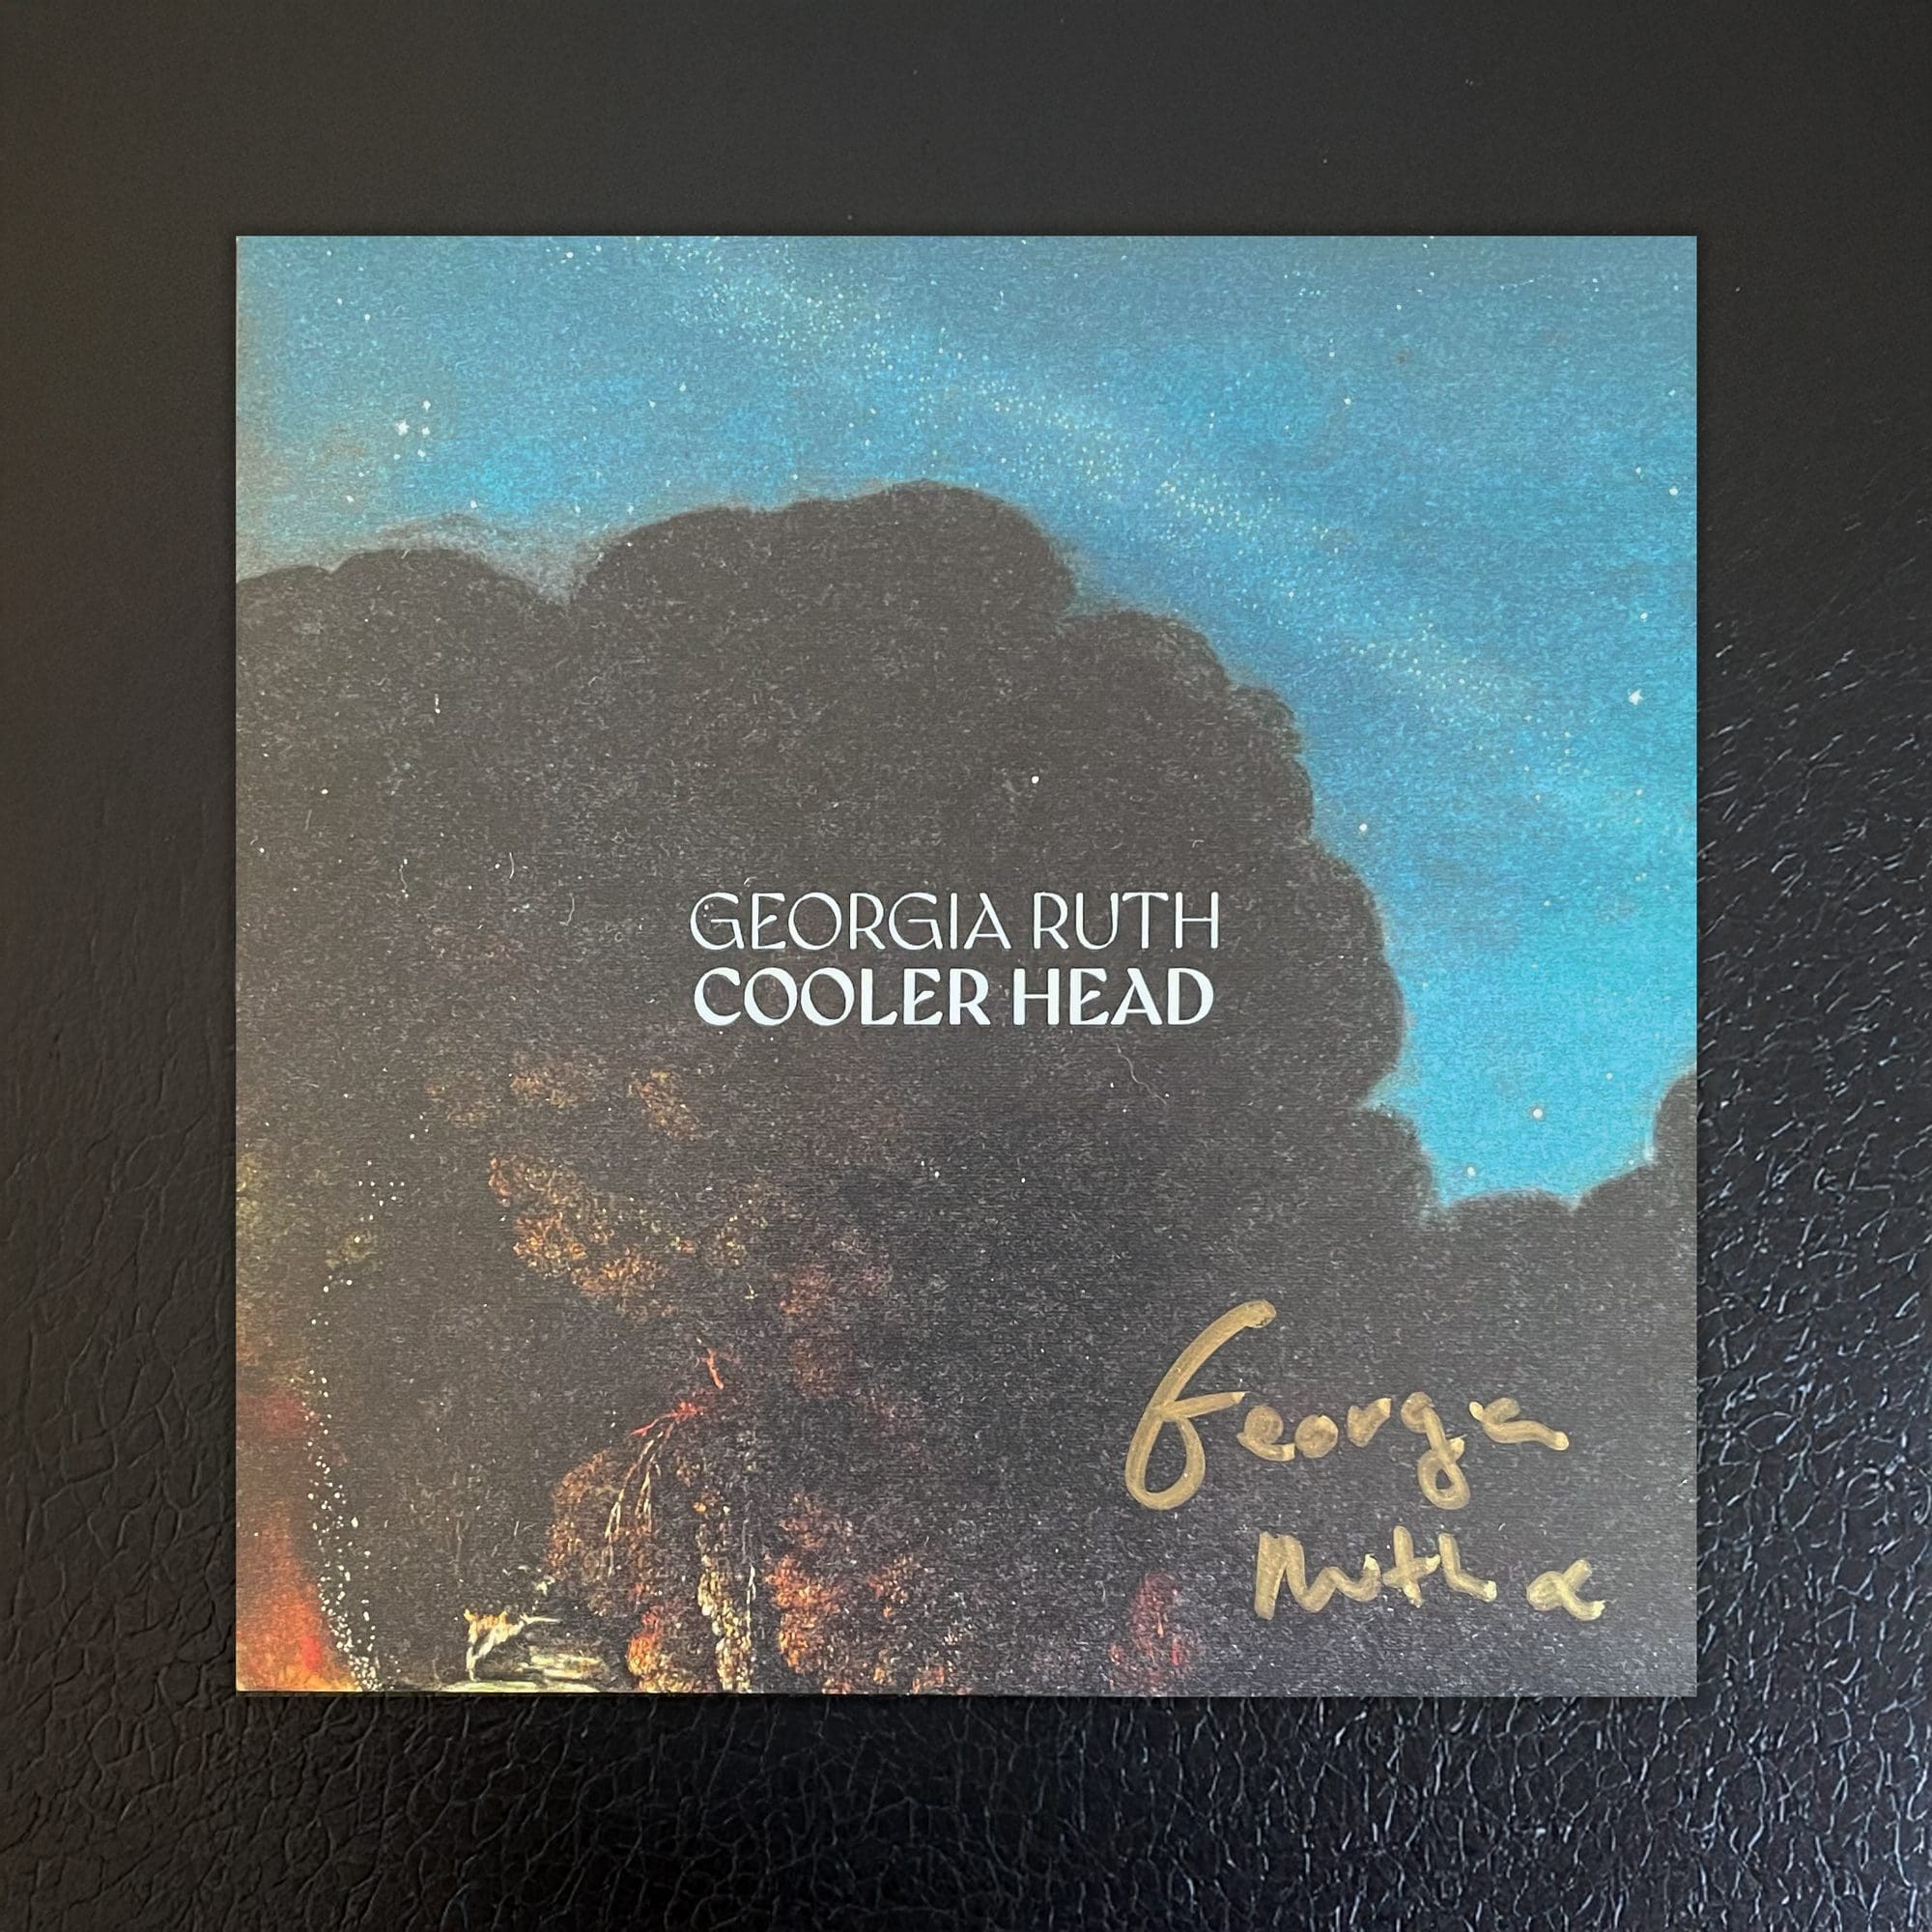 GEORGIA RUTH
COOLER HEAD
Georgia
Ruth x